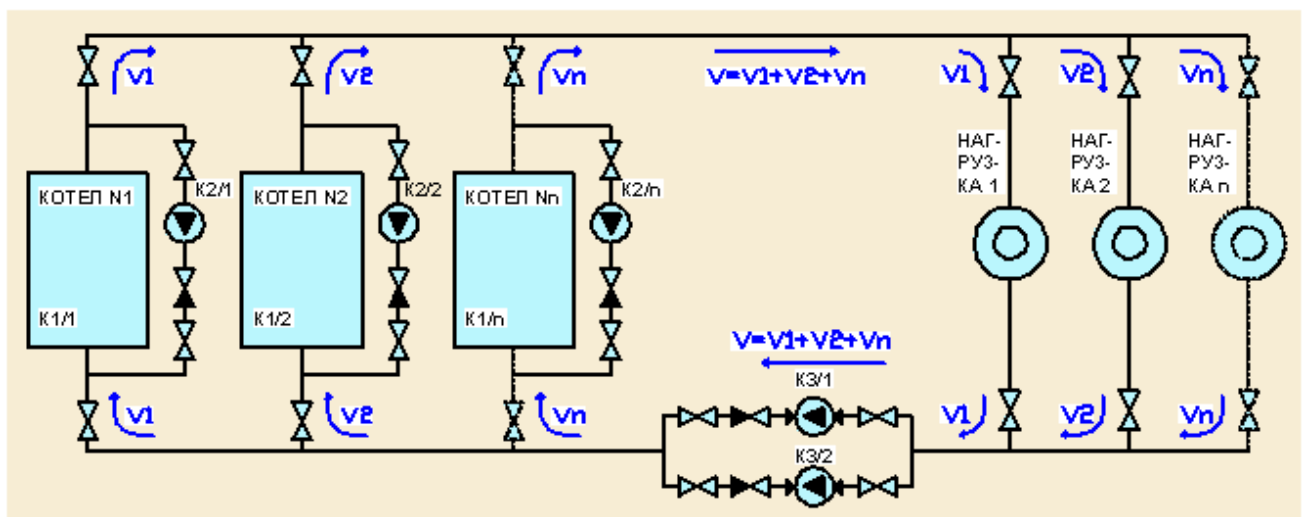 V1
V2
Vn
V=V1+V2+Vn
V1
V2
Vn
НАГ-
РУЗ-
КА 1
НАГ-
РУЗ-
КА 2
НАГ-
РУЗ-
КА n
КОТЕЛ N1
К2/1
КОТЕЛ N2
К2/2
КОТЕЛ Nn
К2/n
К1/1
К1/2
К1/n
V=V1+V2+Vn
К3/1
V1
V2
Vn
V1
V2
Vn
К3/2